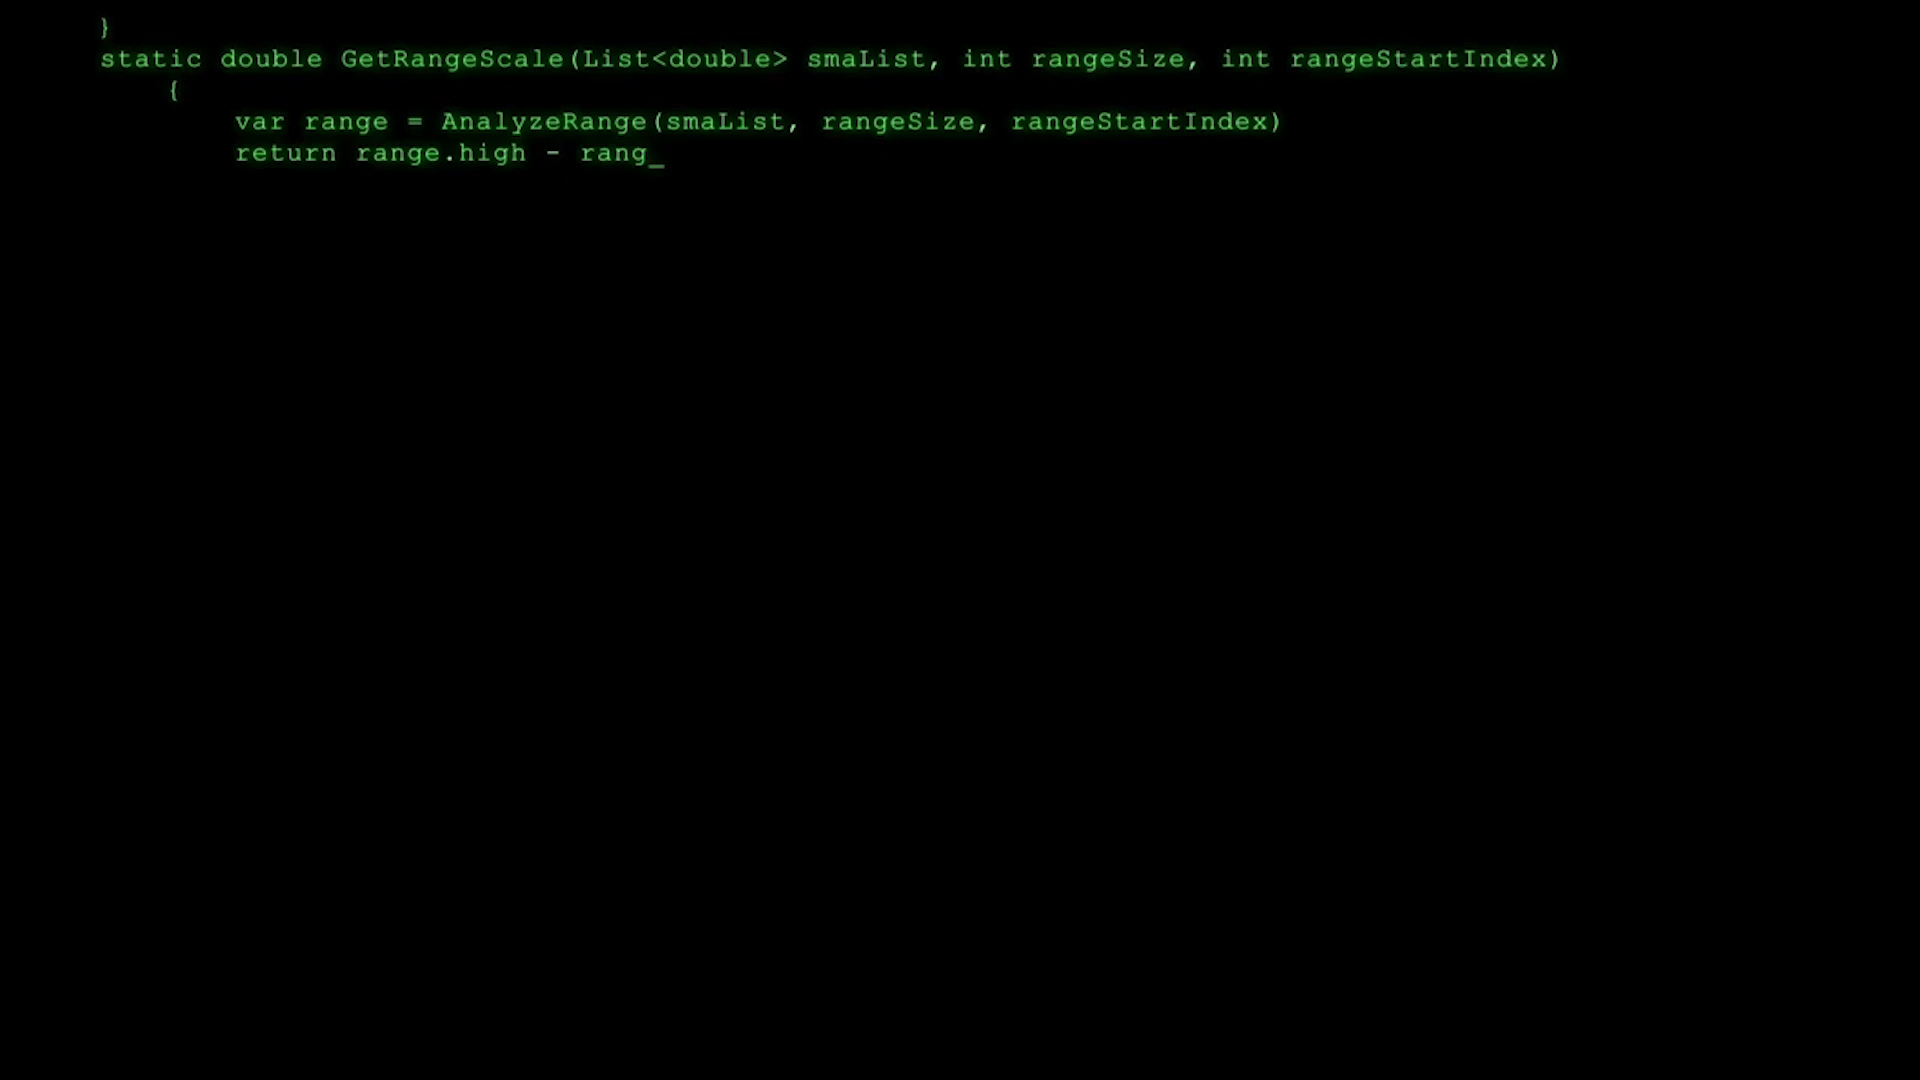 }
static double GetRangeScale(List<double> smaList, int rangeSize, int rangeStartIndex)
{
var range = AnalyzeRange(smaList, rangeSize, rangeStartIndex)
return range.high - rang_